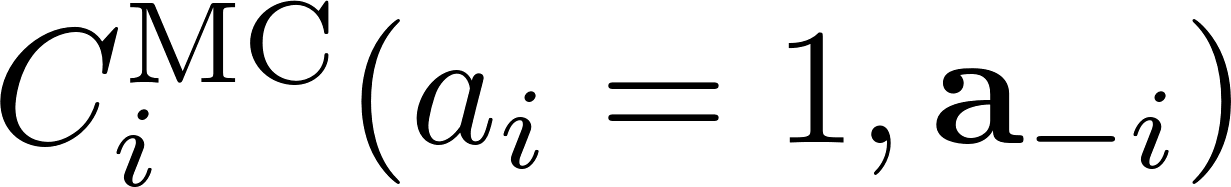 $C_i^{\mathrm{MC}}(a_i = 1, \mathbf{a}_{-i})$